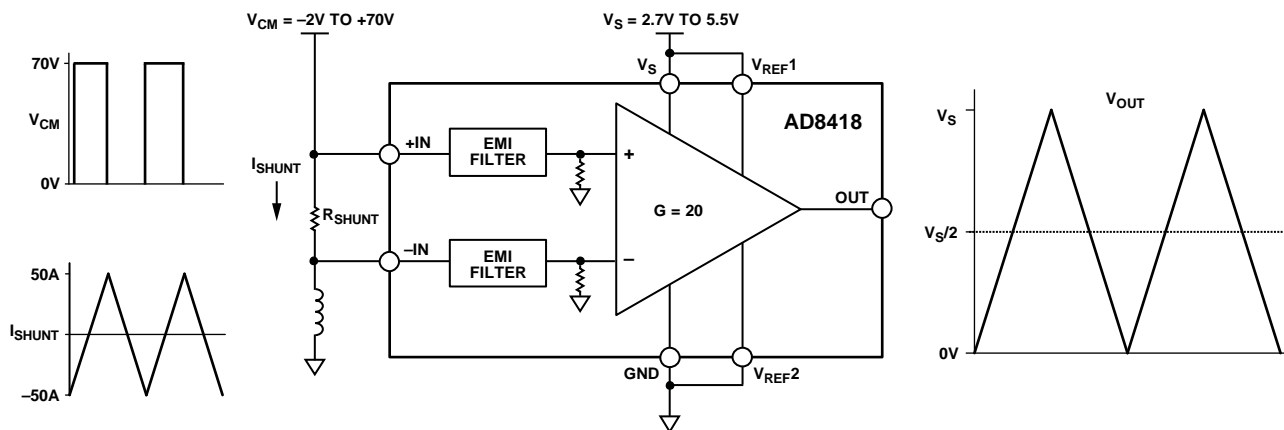 V_CM = –2V TO +70V
V_S = 2.7V TO 5.5V
70V
V_CM
0V
50A
I_SHUNT
–50A
I_SHUNT
R_SHUNT
+IN
–IN
EMI
FILTER
EMI
FILTER
V_S
V_REF1
AD8418
+
G = 20
–
OUT
GND
V_REF2
V_OUT
V_S
V_S/2
0V